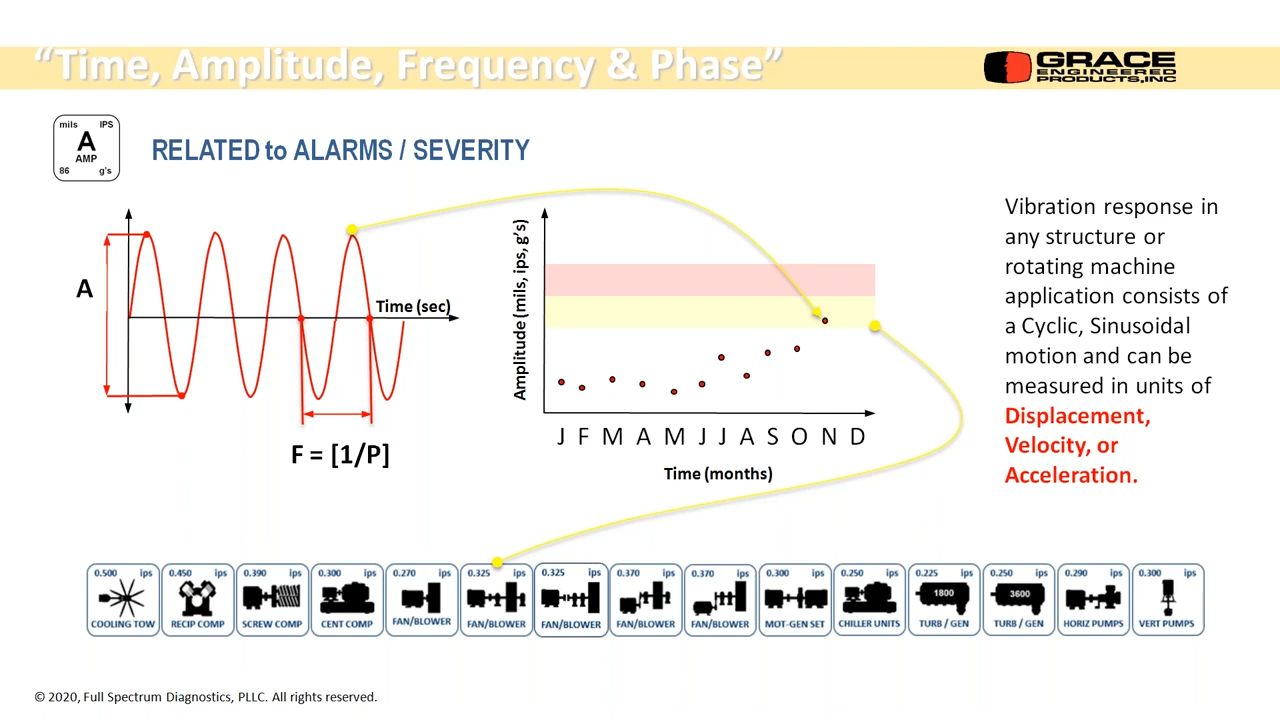 “Time, Amplitude, Frequency & Phase”
GRACE
ENGINEERED
PRODUCTS, INC
mils IPS
A
AMP
86 g's
RELATED to ALARMS / SEVERITY
A
Time (sec)
F = [1/P]
Amplitude (mils, ips, g’s)
J F M A M J J A S O N D
Time (months)
Vibration response in
any structure or
rotating machine
application consists of
a Cyclic, Sinusoidal
motion and can be
measured in units of
Displacement,
Velocity, or
Acceleration.
0.500 ips
COOLING TOW
0.450 ips
RECIP COMP
0.390 ips
SCREW COMP
0.300 ips
CENT COMP
0.270 ips
FAN/BLOWER
0.325 ips
FAN/BLOWER
0.325 ips
FAN/BLOWER
0.370 ips
FAN/BLOWER
0.370 ips
FAN/BLOWER
0.300 ips
MOT-GEN SET
0.250 ips
CHILLER UNITS
0.225 ips
1800
TURB / GEN
0.250 ips
3600
TURB / GEN
0.290 ips
HORIZ PUMPS
0.300 ips
VERT PUMPS
© 2020, Full Spectrum Diagnostics, PLLC. All rights reserved.